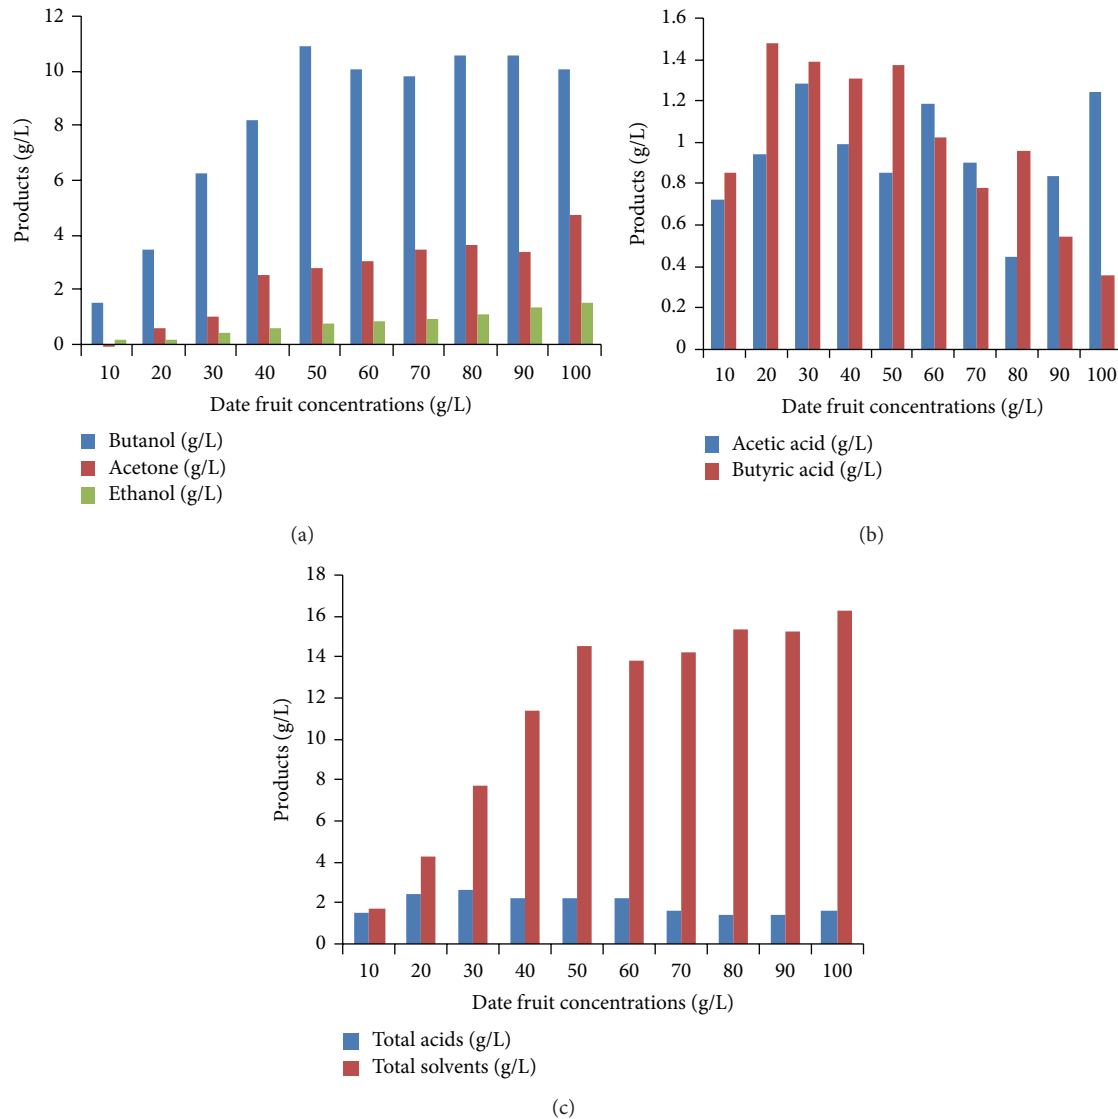 12
10
8
6
4
2
0
Products (g/L)
10 20 30 40 50 60 70 80 90 100
Date fruit concentrations (g/L)
Butanol (g/L)
Acetone (g/L)
Ethanol (g/L)
(a)
1.6
1.4
1.2
1
0.8
0.6
0.4
0.2
0
Products (g/L)
10 20 30 40 50 60 70 80 90 100
Date fruit concentrations (g/L)
Acetic acid (g/L)
Butyric acid (g/L)
(b)
18
16
14
12
10
8
6
4
2
0
Products (g/L)
10 20 30 40 50 60 70 80 90 100
Date fruit concentrations (g/L)
Total acids (g/L)
Total solvents (g/L)
(c)